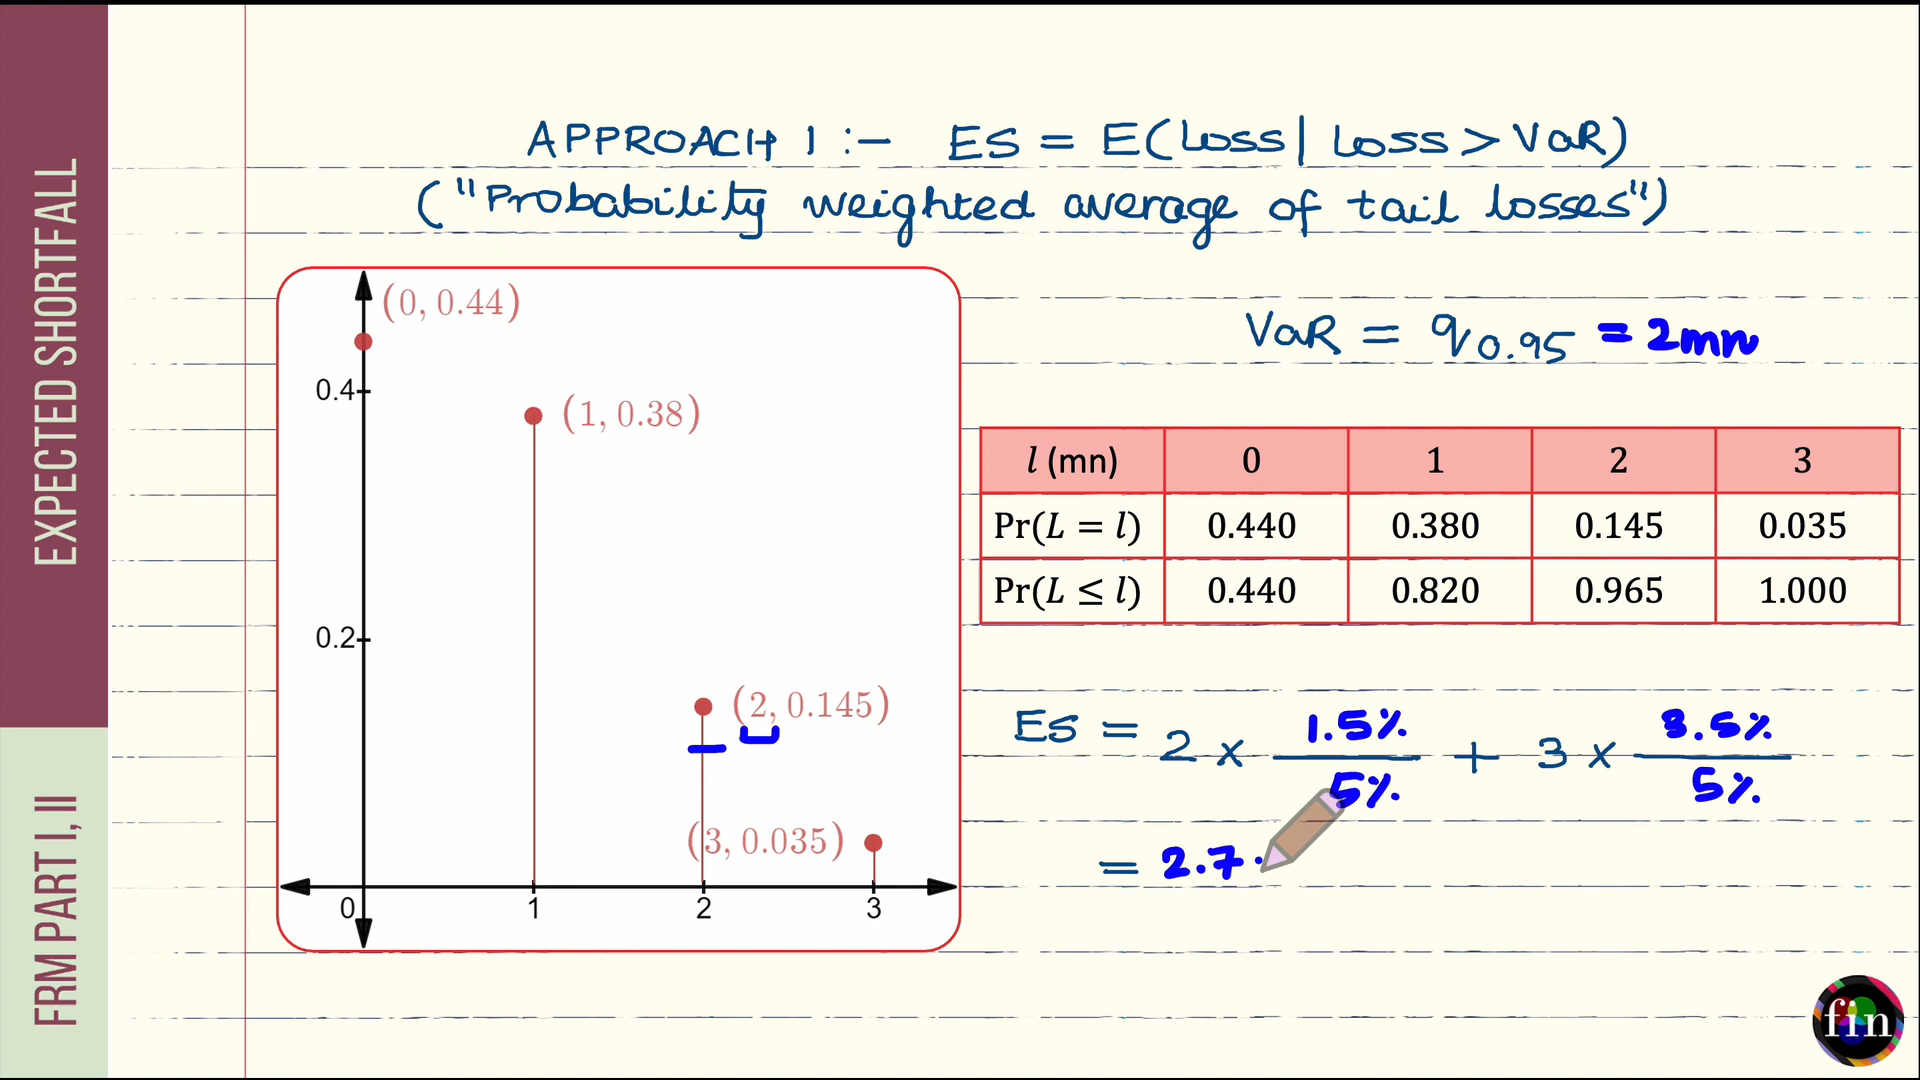 EXPECTED SHORTFALL
FRM PART I, II
APPROACH 1 :- ES = E(Loss | Loss > VaR)
("Probability weighted average of tail losses")
(0, 0.44)
0.4
(1, 0.38)
0.2
(2, 0.145)
(3, 0.035)
0 1 2 3
VaR = q0.95 = 2mn
l (mn) 0 1 2 3
Pr(L = l) 0.440 0.380 0.145 0.035
Pr(L ≤ l) 0.440 0.820 0.965 1.000
ES = 2 × 1.5% / 5% + 3 × 3.5% / 5%
= 2.7
fin